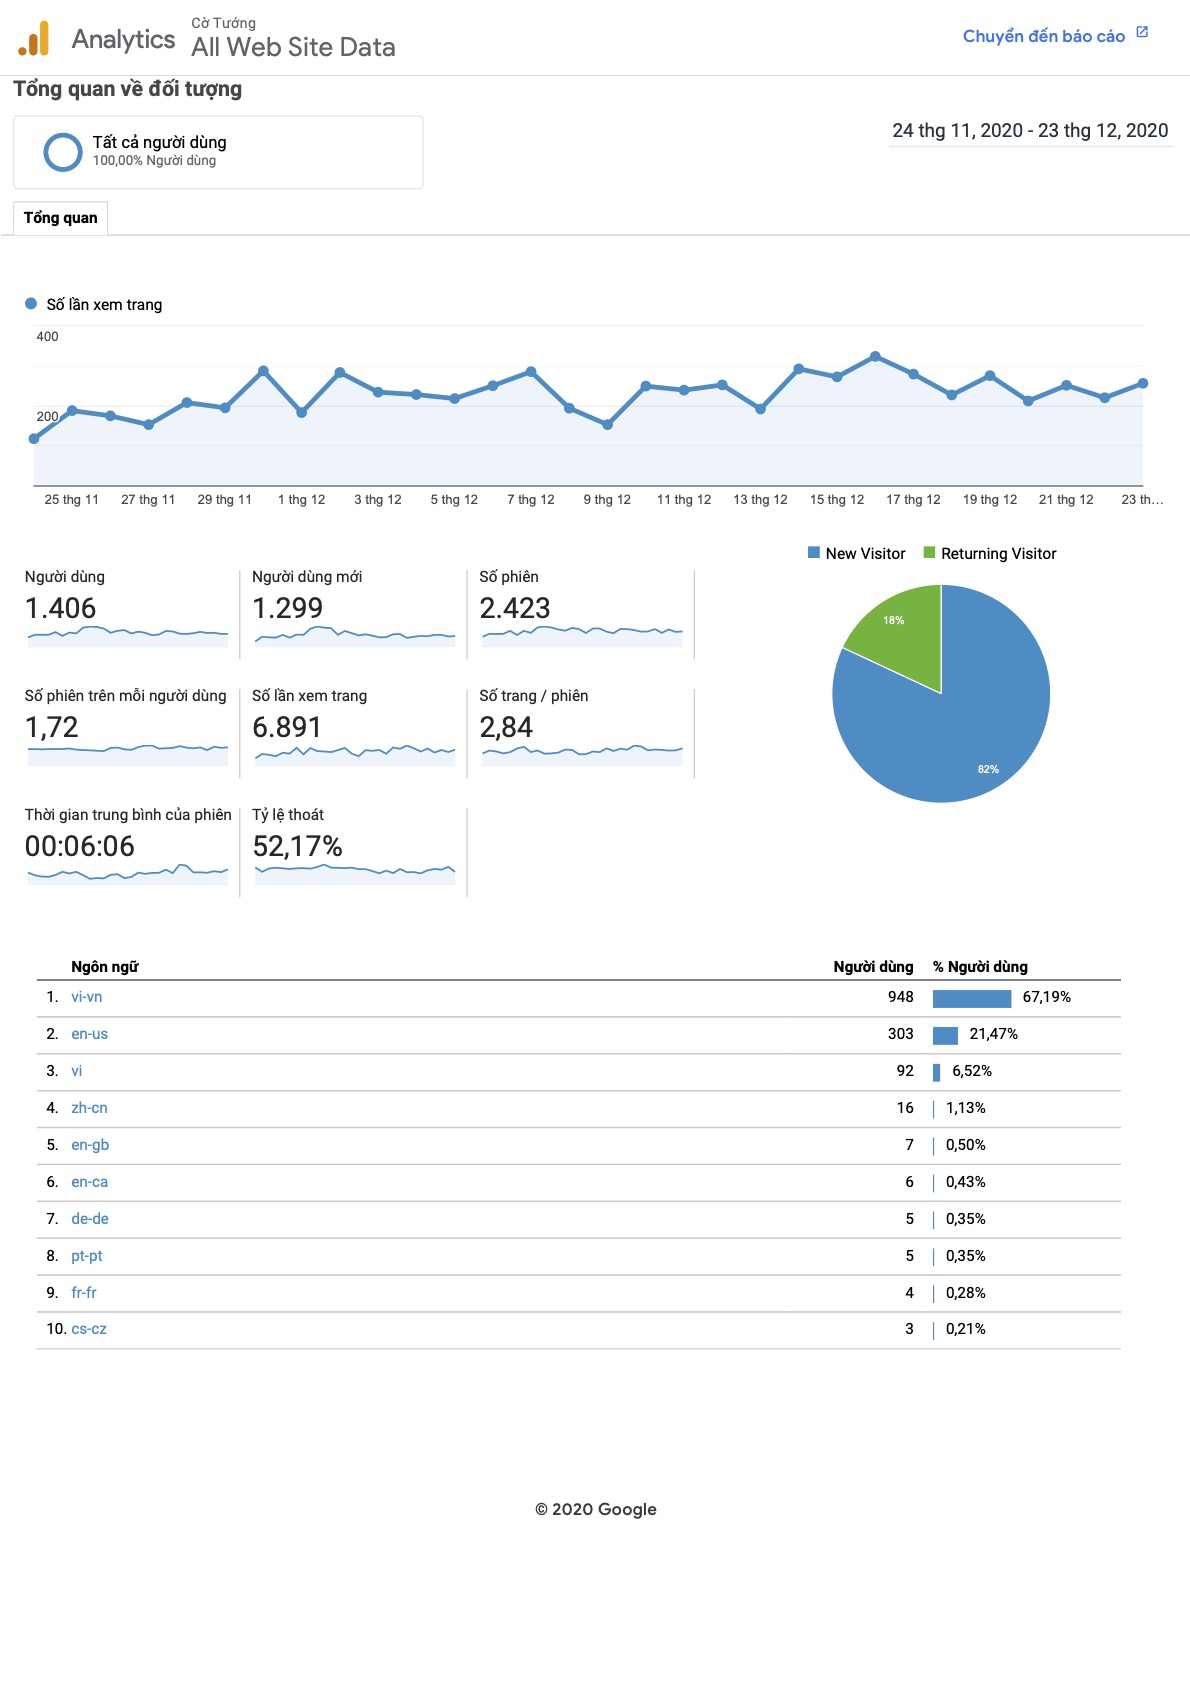 Analytics
Cờ Tướng
All Web Site Data
Chuyển đến báo cáo
Tổng quan về đối tượng
Tất cả người dùng
100,00% Người dùng
24 thg 11, 2020 - 23 thg 12, 2020
Tổng quan
Số lần xem trang
400
200
25 thg 11 27 thg 11 29 thg 11 1 thg 12 3 thg 12 5 thg 12 7 thg 12 9 thg 12 11 thg 12 13 thg 12 15 thg 12 17 thg 12 19 thg 12 21 thg 12 23 th…
New Visitor Returning Visitor
18%
82%
Người dùng
1.406
Người dùng mới
1.299
Số phiên
2.423
Số phiên trên mỗi người dùng
1,72
Số lần xem trang
6.891
Số trang / phiên
2,84
Thời gian trung bình của phiên
00:06:06
Tỷ lệ thoát
52,17%
Ngôn ngữ Người dùng % Người dùng
1. vi-vn 948 67,19%
2. en-us 303 21,47%
3. vi 92 6,52%
4. zh-cn 16 1,13%
5. en-gb 7 0,50%
6. en-ca 6 0,43%
7. de-de 5 0,35%
8. pt-pt 5 0,35%
9. fr-fr 4 0,28%
10. cs-cz 3 0,21%
© 2020 Google